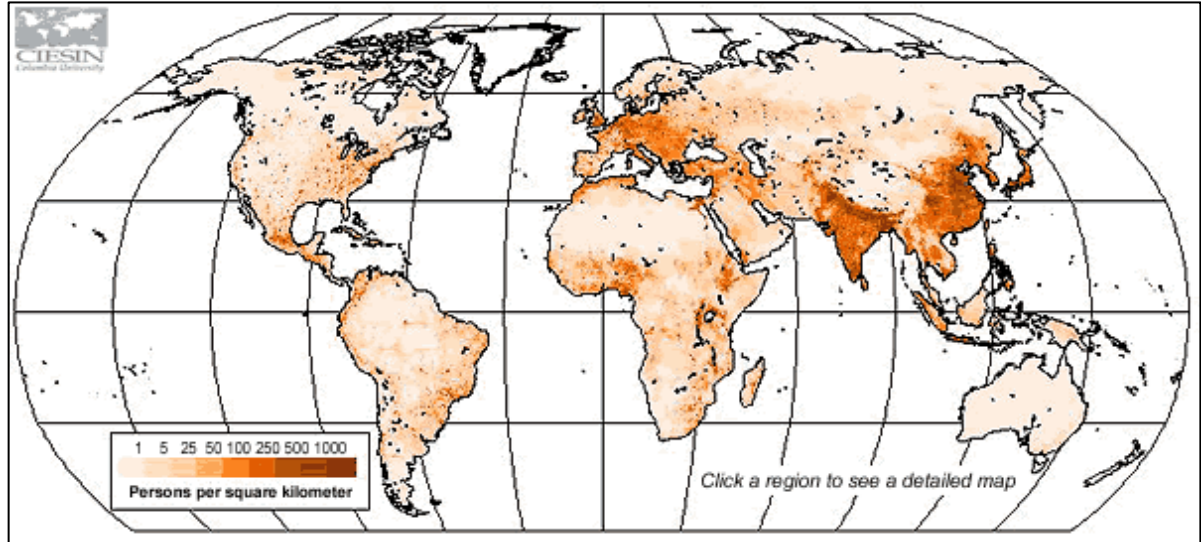 CIESIN
Columbia University
1 5 25 50 100 250 500 1000
Persons per square kilometer
Click a region to see a detailed map